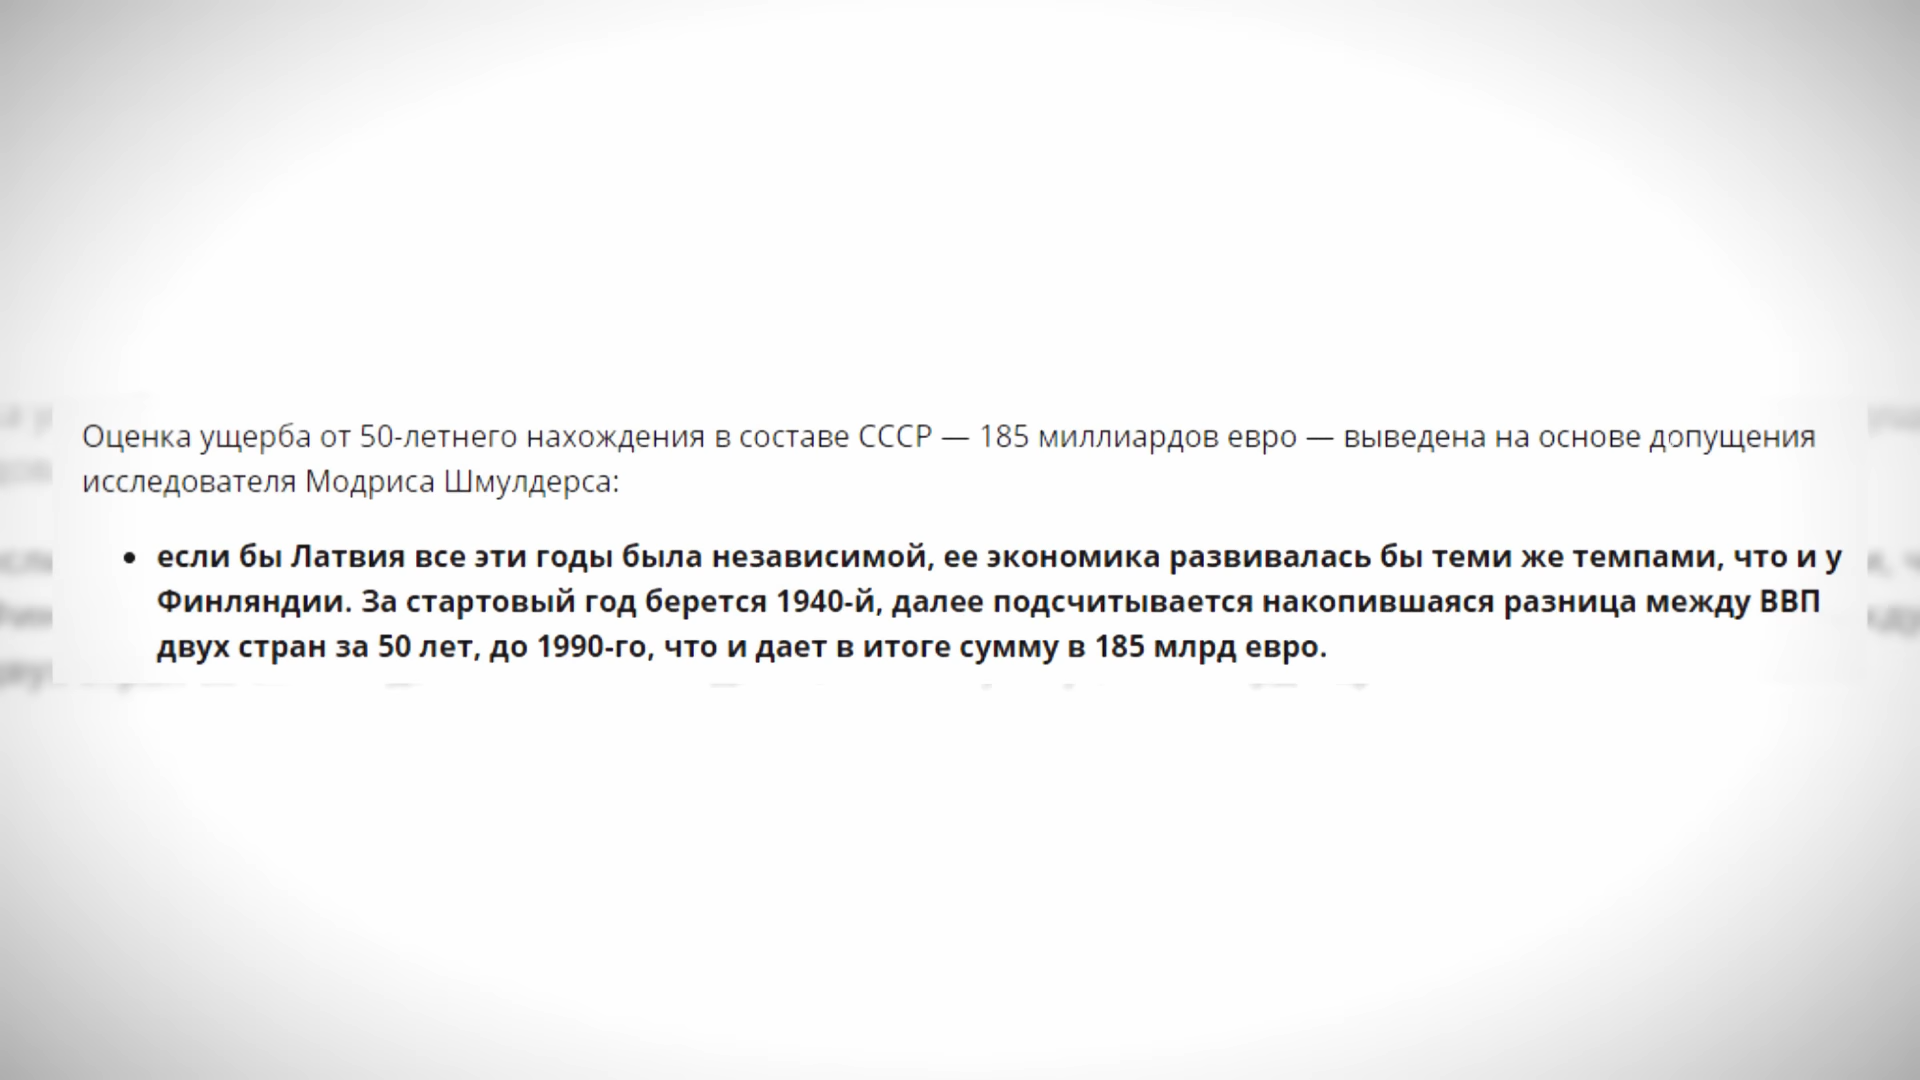 Оценка ущерба от 50-летнего нахождения в составе СССР — 185 миллиардов евро — выведена на основе допущения
исследователя Модриса Шмулдерса:
• если бы Латвия все эти годы была независимой, ее экономика развивалась бы теми же темпами, что и у
Финляндии. За стартовый год берется 1940-й, далее подсчитывается накопившаяся разница между ВВП
двух стран за 50 лет, до 1990-го, что и дает в итоге сумму в 185 млрд евро.